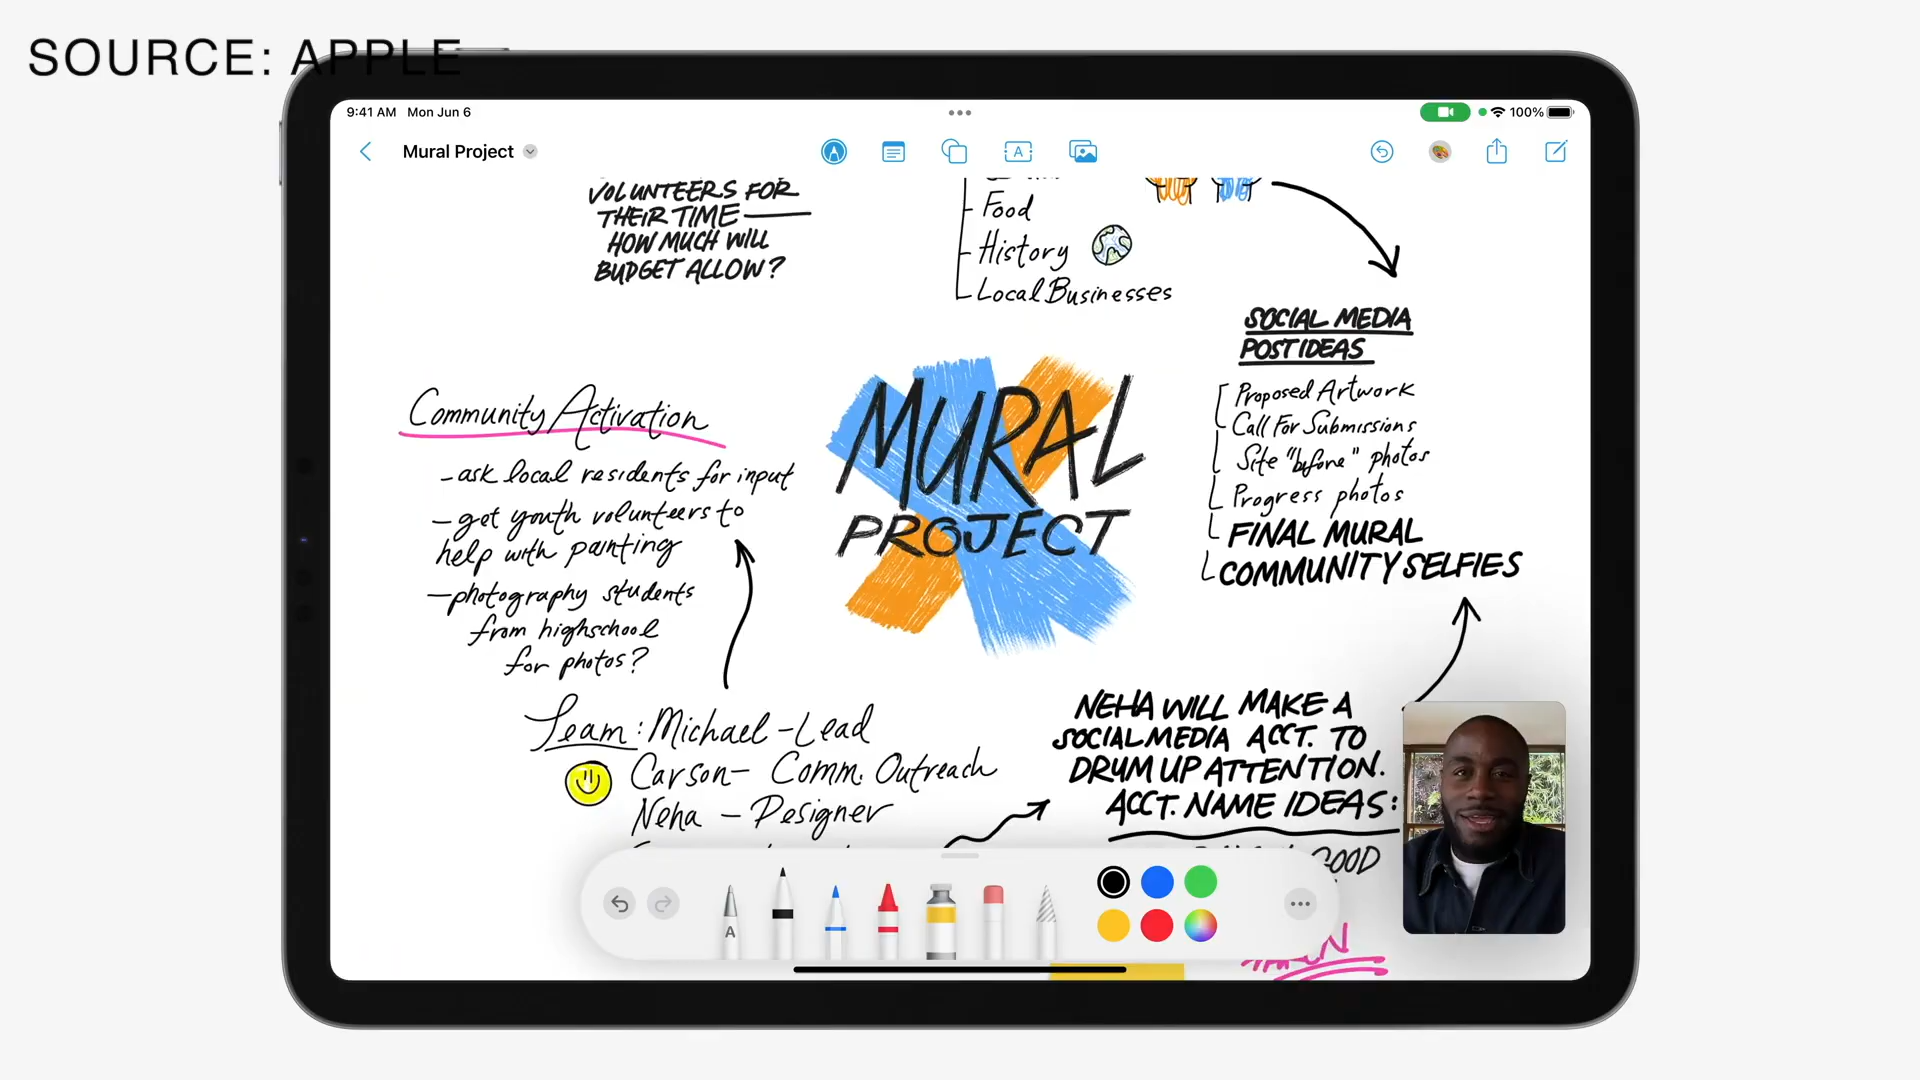 SOURCE: APPLE
9:41 AM Mon Jun 6
100%
Mural Project
A
VOLUNTEERS FOR
THEIR TIME —
HOW MUCH WILL
BUDGET ALLOW?
- Food
- History
- Local Businesses
SOCIAL MEDIA
POST IDEAS
Proposed Artwork
Call For Submissions
Site "before" photos
Progress photos
FINAL MURAL
COMMUNITY SELFIES
Community Activation
- ask local residents for input
- get youth volunteers to
help with painting
- photography students
from highschool
for photos?
MURAL
PROJECT
Team: Michael - Lead
Carson - Comm. Outreach
Neha - Designer
NEHA WILL MAKE A
SOCIAL MEDIA ACCT. TO
DRUM UP ATTENTION.
ACCT. NAME IDEAS:
GOOD
A